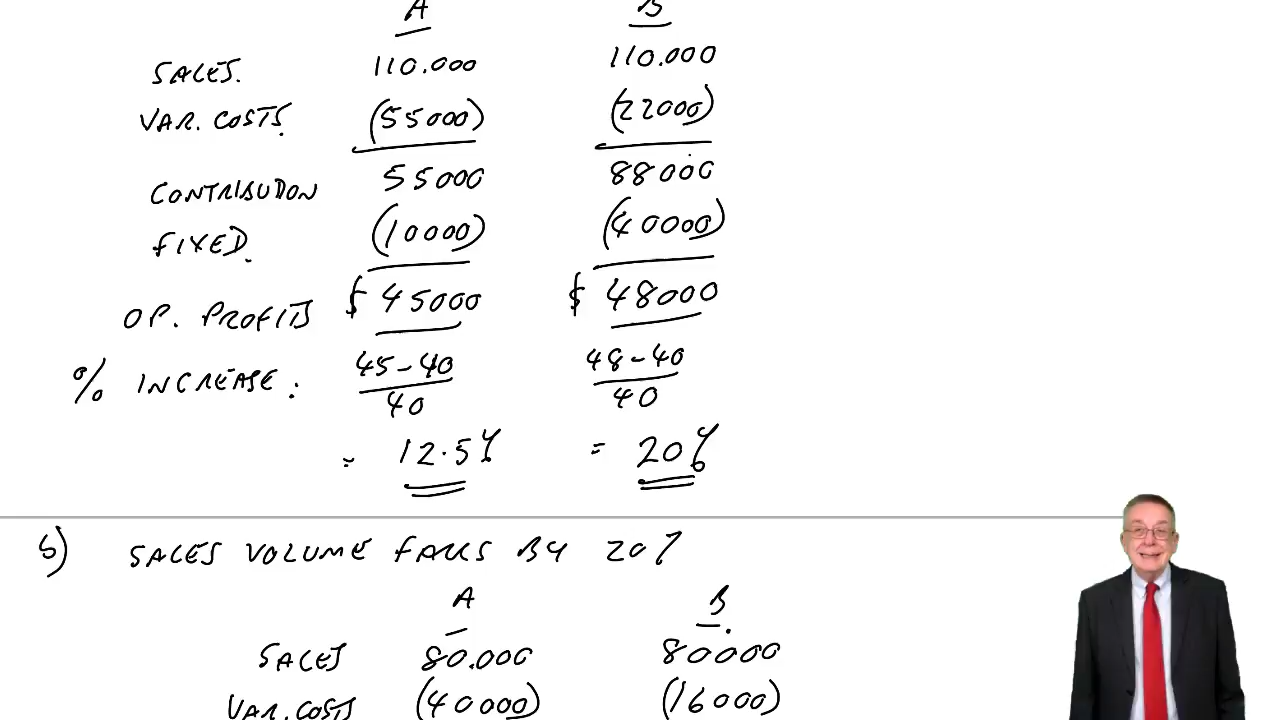 A B
SALES. 110.000 110.000
VAR. COSTS. (55000) (22000)
CONTRIBUTION 55000 88000
FIXED. (10000) (40000)
OP. PROFITS $ 45000 $ 48000
% INCREASE: 45-40 48-40
40 40
= 12.5% = 20%
b) SALES VOLUME FALLS BY 20%
A B.
SALES 80.000 80000
VAR. COSTS (40000) (16000)